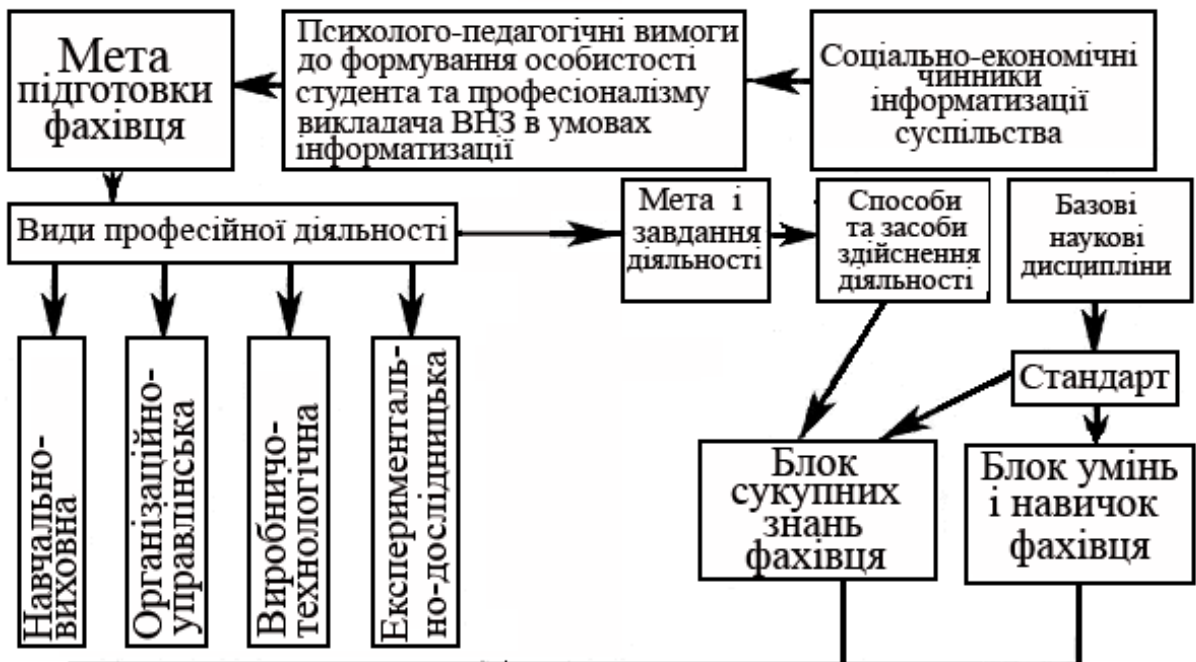 Мета
підготовки
фахівця
Психолого-педагогічні вимоги
до формування особистості
студента та професіоналізму
викладача ВНЗ в умовах
інформатизації
Соціально-економічні
чинники
інформатизації
суспільства
Види професійної діяльності
Мета і
завдання
діяльності
Способи
та засоби
здійснення
діяльності
Базові
наукові
дисципліни
Навчально-
виховна
Організаційно-
управлінська
Виробничо-
технологічна
Експерименталь-
но-дослідницька
Стандарт
Блок
сукупних
знань
фахівця
Блок умінь
і навичок
фахівця